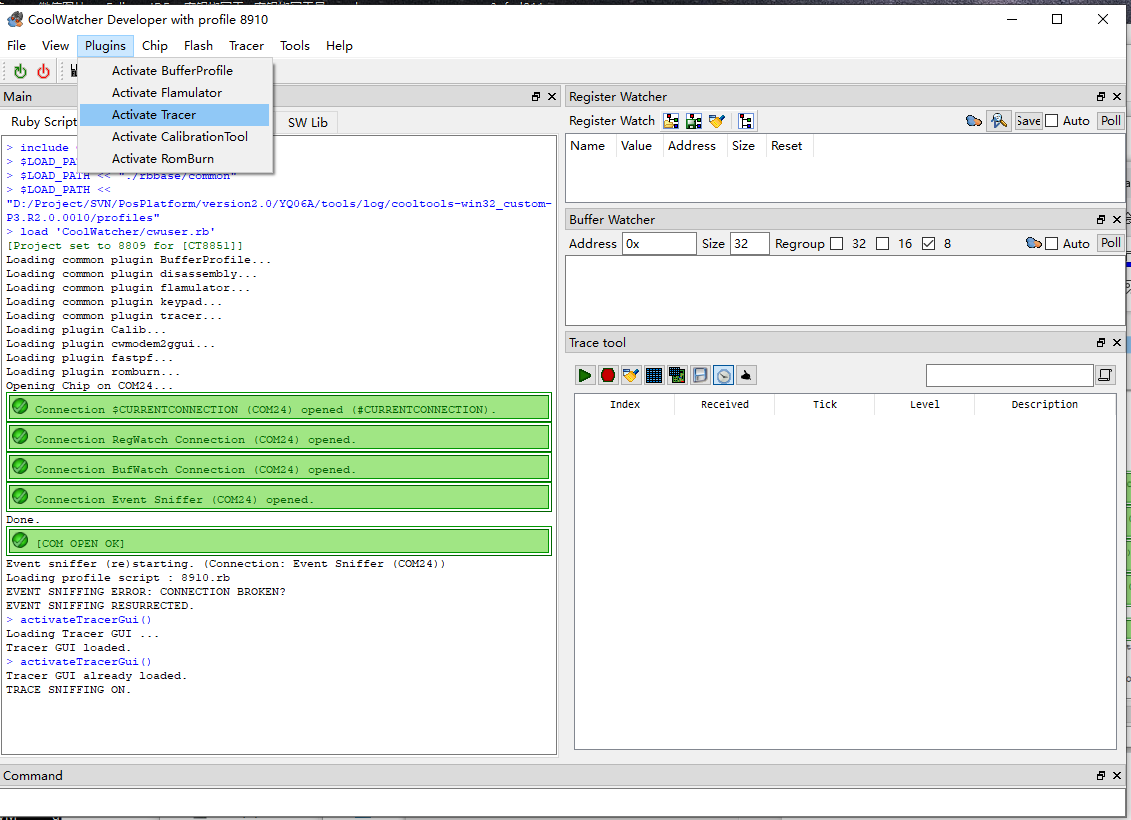 CoolWatcher Developer with profile 8910
File View Plugins Chip Flash Tracer Tools Help
Activate BufferProfile
Activate Flamulator
Activate Tracer
Activate CalibrationTool
Activate RomBurn
Main
Ruby Script SW Lib
> include
> $LOAD_PA
> $LOAD_PATH << "./rbbase/common"
> $LOAD_PATH <<
"D:/Project/SVN/PosPlatform/version2.0/YQ06A/tools/log/cooltools-win32_custom-
P3.R2.0.0010/profiles"
> load 'CoolWatcher/cwuser.rb'
[Project set to 8809 for [CT8851]]
Loading common plugin BufferProfile...
Loading common plugin disassembly...
Loading common plugin flamulator...
Loading common plugin keypad...
Loading common plugin tracer...
Loading plugin Calib...
Loading plugin cwmodem2ggui...
Loading plugin fastpf...
Loading plugin romburn...
Opening Chip on COM24...
Connection $CURRENTCONNECTION (COM24) opened (#CURRENTCONNECTION).
Connection RegWatch Connection (COM24) opened.
Connection BufWatch Connection (COM24) opened.
Connection Event Sniffer (COM24) opened.
Done.
[COM OPEN OK]
Event sniffer (re)starting. (Connection: Event Sniffer (COM24))
Loading profile script : 8910.rb
EVENT SNIFFING ERROR: CONNECTION BROKEN?
EVENT SNIFFING RESURRECTED.
> activateTracerGui()
Loading Tracer GUI ...
Tracer GUI loaded.
> activateTracerGui()
Tracer GUI already loaded.
TRACE SNIFFING ON.
Register Watcher
Register Watch Save Auto Poll
Name Value Address Size Reset
Buffer Watcher
Address 0x Size 32 Regroup 32 16 8 Auto Poll
Trace tool
Index Received Tick Level Description
Command